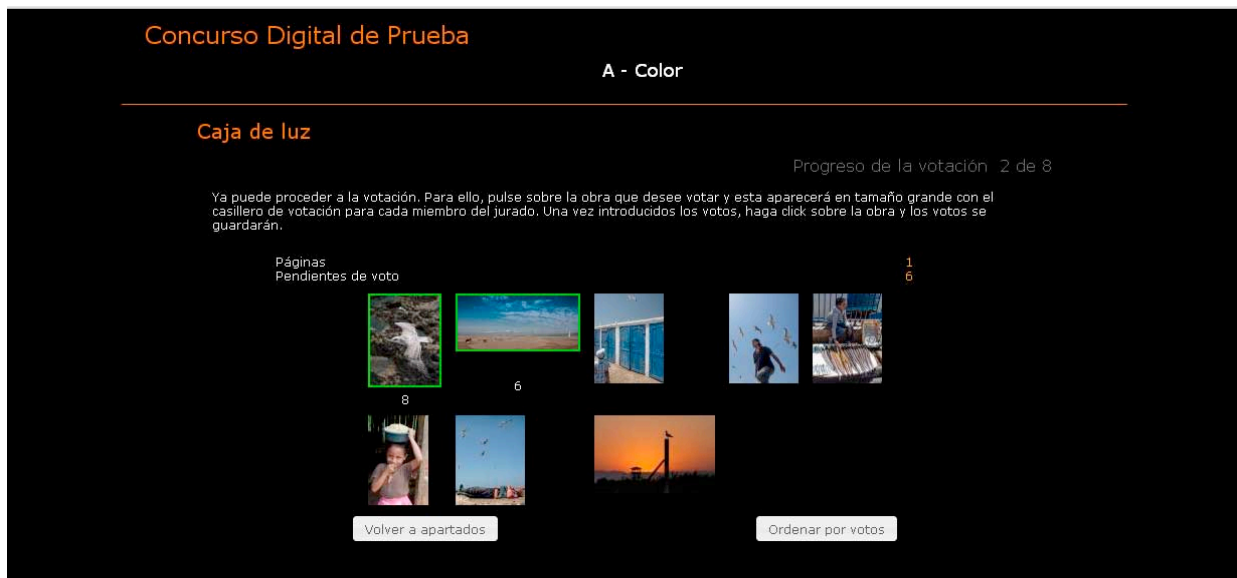 Concurso Digital de Prueba
A - Color
Caja de luz
Progreso de la votación 2 de 8
Ya puede proceder a la votación. Para ello, pulse sobre la obra que desee votar y esta aparecerá en tamaño grande con el
casillero de votación para cada miembro del jurado. Una vez introducidos los votos, haga click sobre la obra y los votos se
guardarán.
Páginas 1
Pendientes de voto 6
6
8
Volver a apartados Ordenar por votos